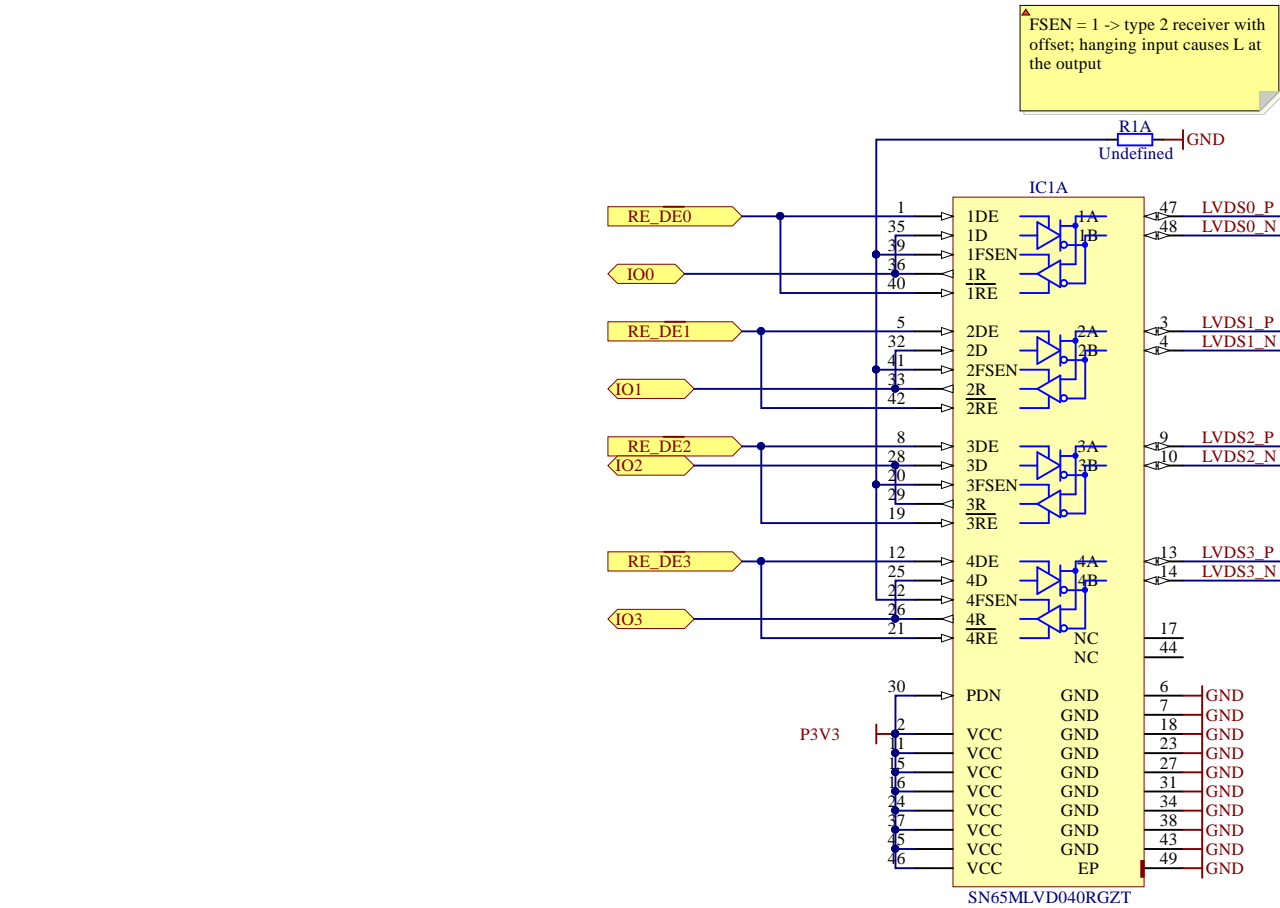 FSEN = 1 -> type 2 receiver with
offset; hanging input causes L at
the output
R1A
Undefined
GND
IC1A
RE_DE0
IO0
RE_DE1
IO1
RE_DE2
IO2
RE_DE3
IO3
P3V3
1 1DE
35 1D
39 1FSEN
36 1R
40 1RE
5 2DE
32 2D
41 2FSEN
33 2R
42 2RE
8 3DE
28 3D
20 3FSEN
29 3R
19 3RE
12 4DE
25 4D
22 4FSEN
26 4R
21 4RE
30 PDN
2 VCC
11 VCC
15 VCC
16 VCC
24 VCC
37 VCC
45 VCC
46 VCC
1A 47 LVDS0_P
1B 48 LVDS0_N
2A 3 LVDS1_P
2B 4 LVDS1_N
3A 9 LVDS2_P
3B 10 LVDS2_N
4A 13 LVDS3_P
4B 14 LVDS3_N
NC 17
NC 44
GND 6 GND
GND 7 GND
GND 18 GND
GND 23 GND
GND 27 GND
GND 31 GND
GND 34 GND
GND 38 GND
GND 43 GND
EP 49 GND
SN65MLVD040RGZT